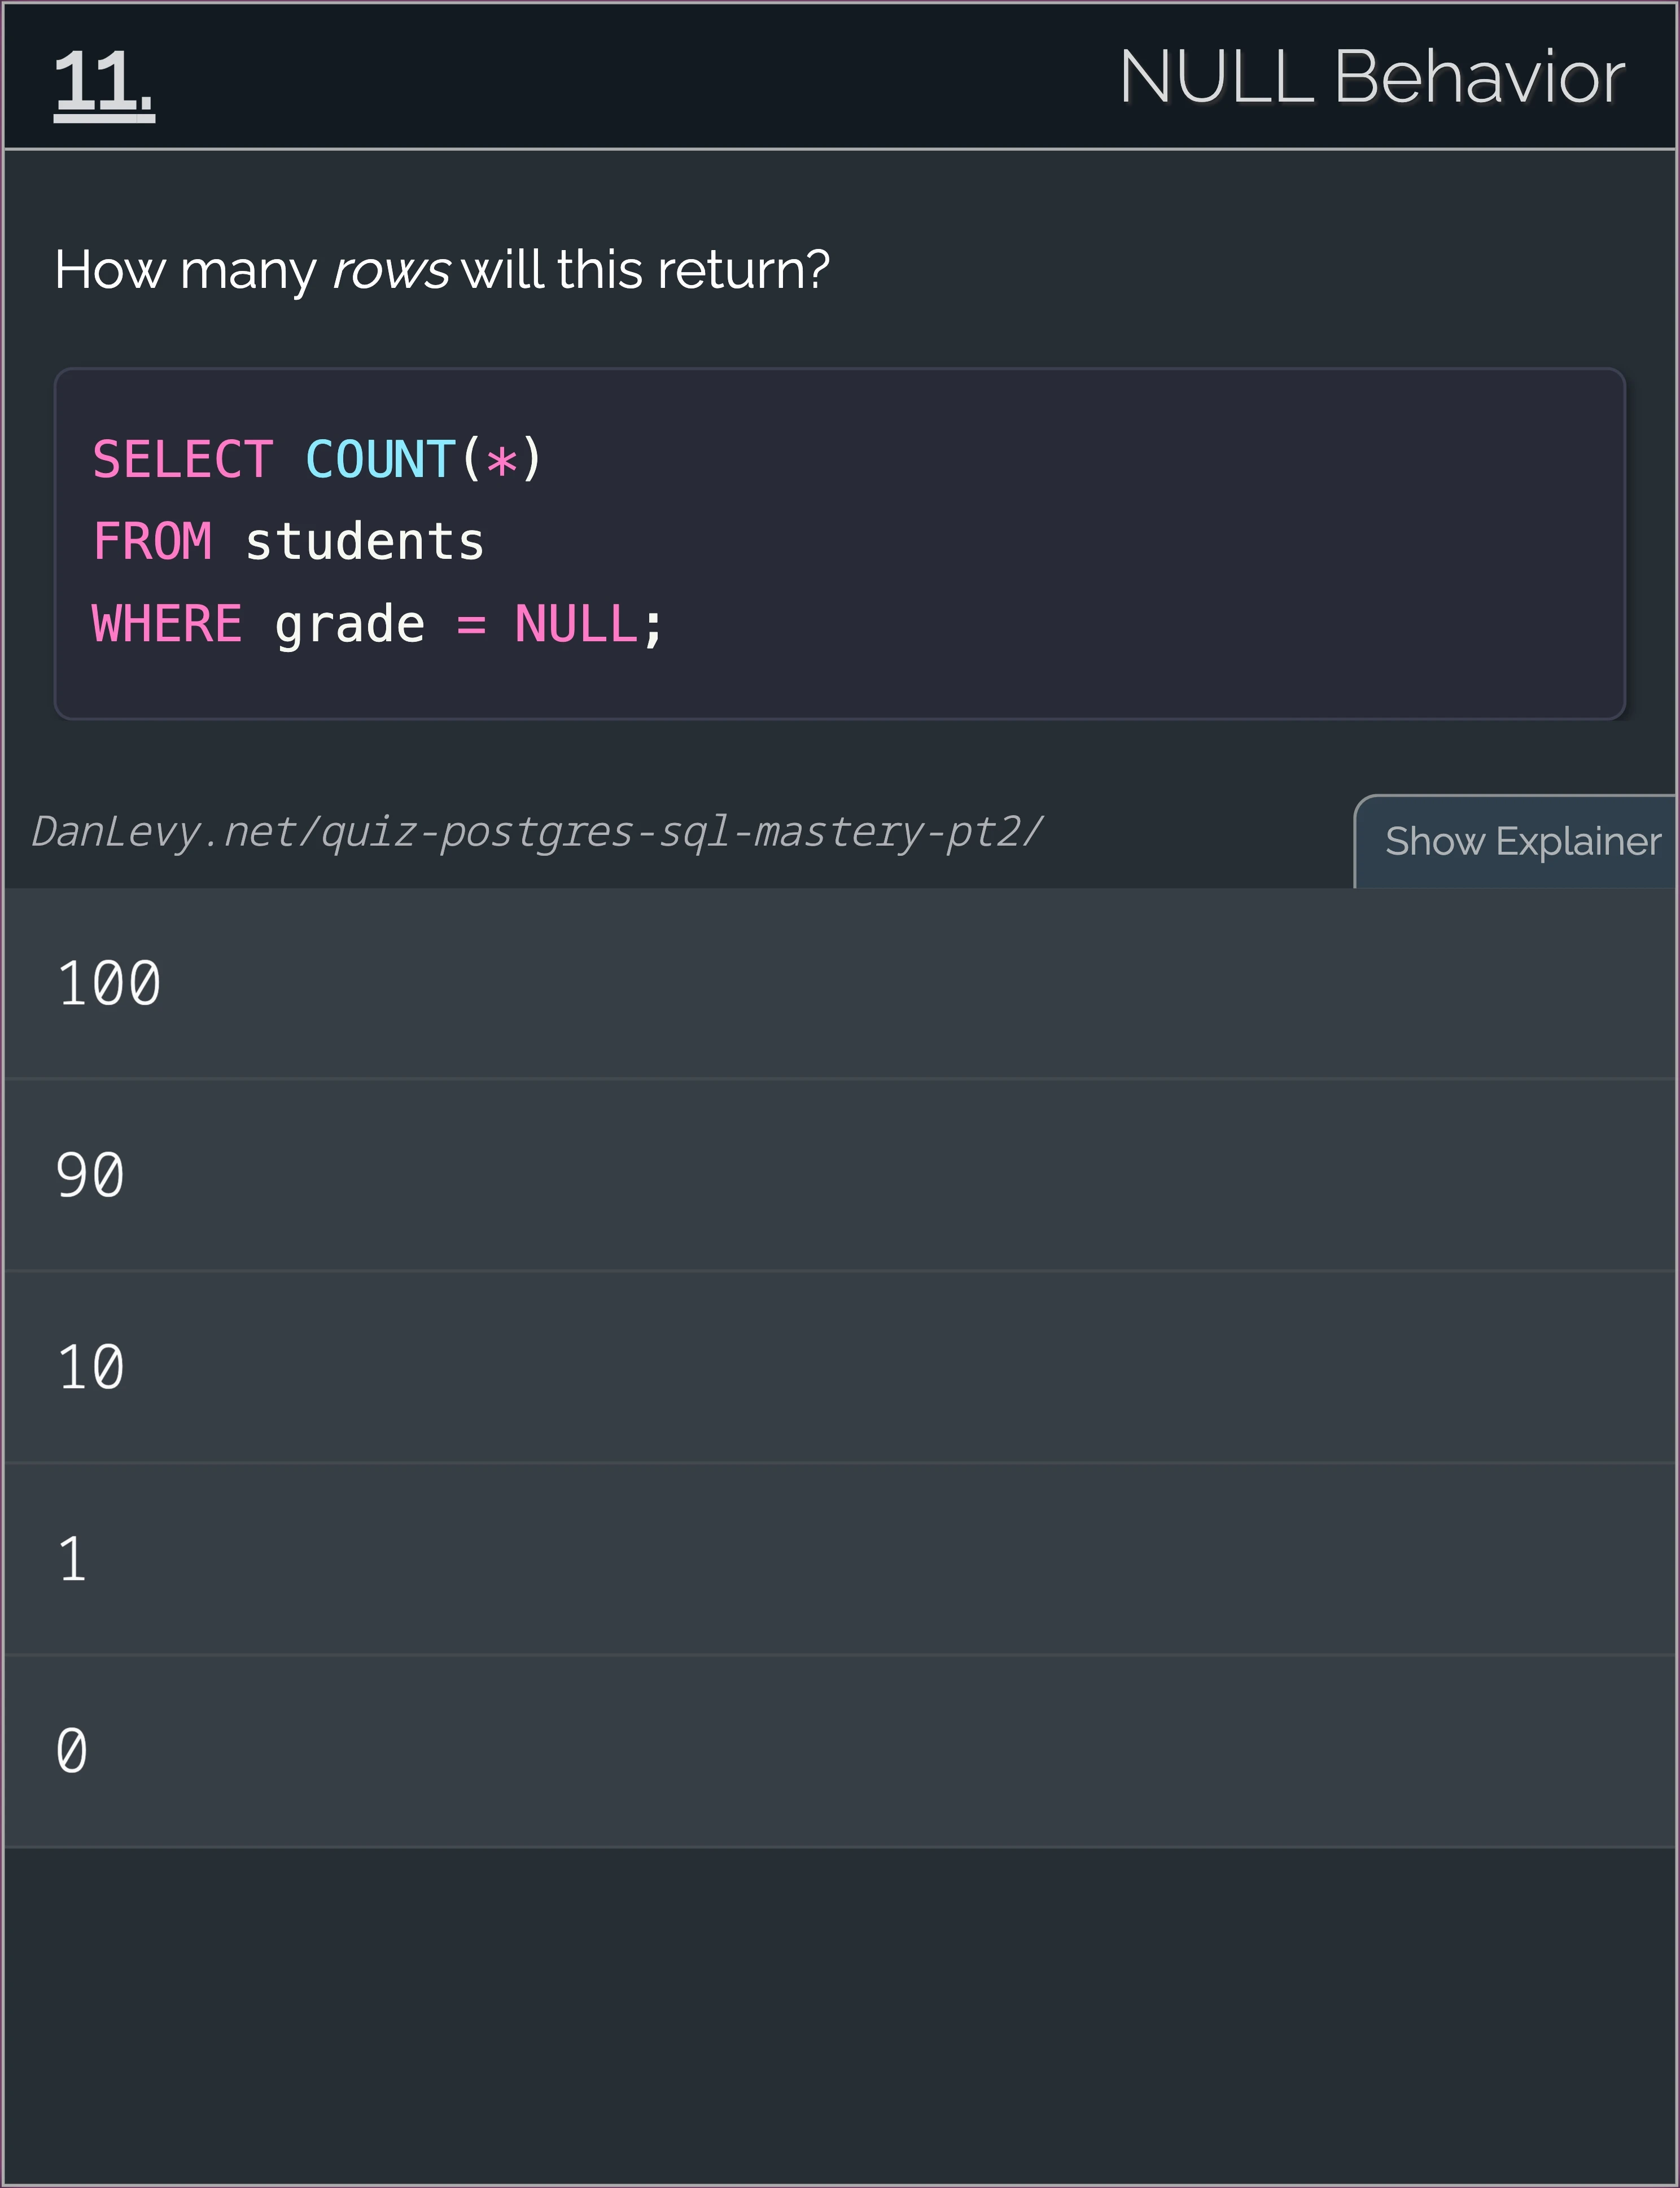 11.
NULL Behavior
How many rows will this return?
SELECT COUNT(*)
FROM students
WHERE grade = NULL;
DanLevy.net/quiz-postgres-sql-mastery-pt2/
Show Explainer
100
90
10
1
0